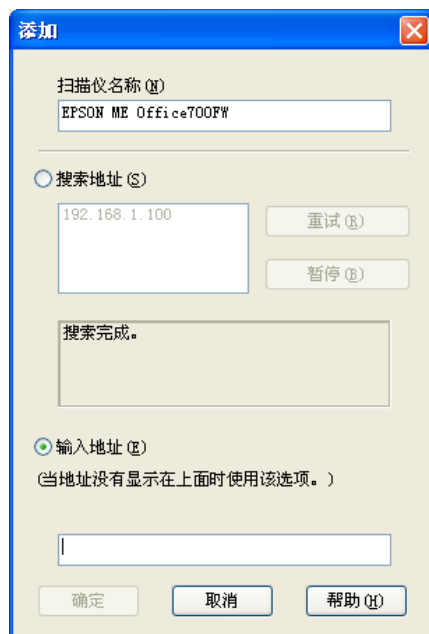 添加
扫描仪名称(N)
EPSON ME Office700FW
搜索地址(S)
192.168.1.100
重试(R)
暂停(B)
搜索完成。
输入地址(E)
(当地址没有显示在上面时使用该选项。)
确定
取消
帮助(H)